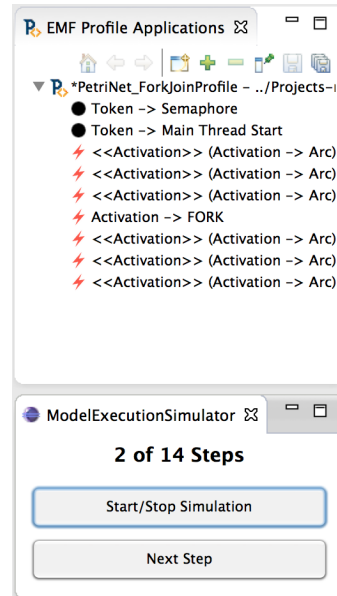 EMF Profile Applications
*PetriNet_ForkJoinProfile - ../Projects-
Token -> Semaphore
Token -> Main Thread Start
<<Activation>> (Activation -> Arc)
<<Activation>> (Activation -> Arc)
<<Activation>> (Activation -> Arc)
Activation -> FORK
<<Activation>> (Activation -> Arc)
<<Activation>> (Activation -> Arc)
<<Activation>> (Activation -> Arc)
ModelExecutionSimulator
2 of 14 Steps
Start/Stop Simulation
Next Step